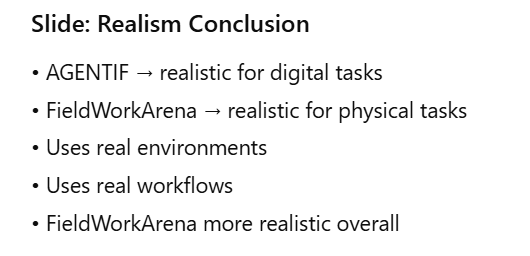 Slide: Realism Conclusion
• AGENTIF → realistic for digital tasks
• FieldWorkArena → realistic for physical tasks
• Uses real environments
• Uses real workflows
• FieldWorkArena more realistic overall